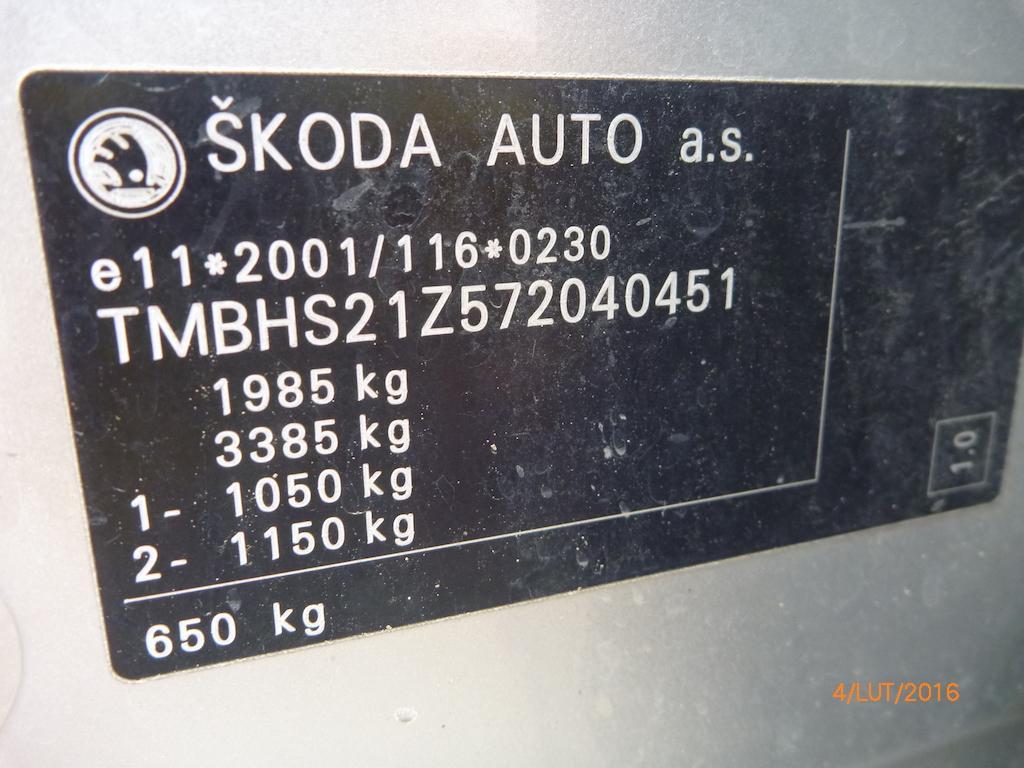 ŠKODA AUTO a.s.
e11*2001/116*0230
TMBHS21Z572040451
1985 kg
3385 kg
1- 1050 kg
2- 1150 kg
650 kg
1.0
4/LUT/2016